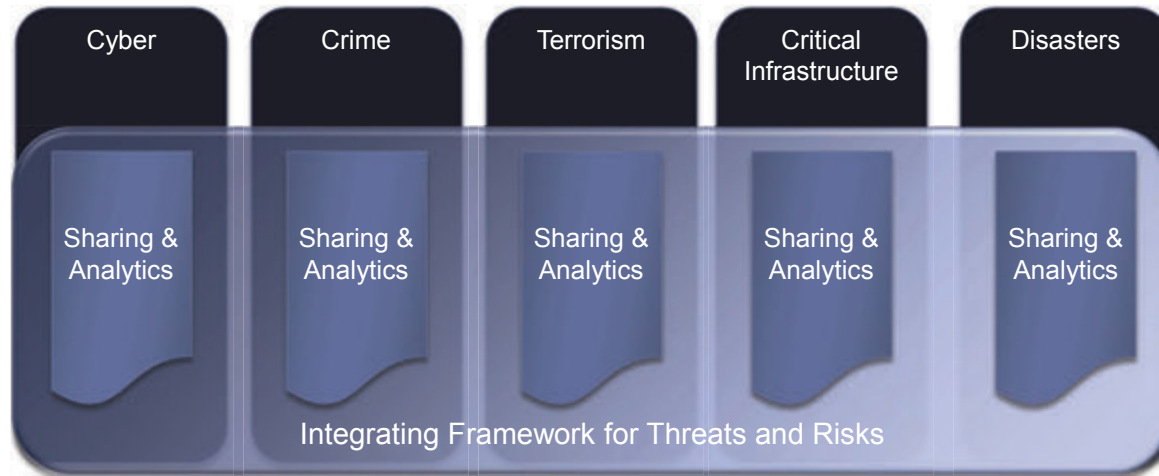 Cyber
Crime
Terrorism
Critical
Infrastructure
Disasters
Sharing &
Analytics
Sharing &
Analytics
Sharing &
Analytics
Sharing &
Analytics
Sharing &
Analytics
Integrating Framework for Threats and Risks